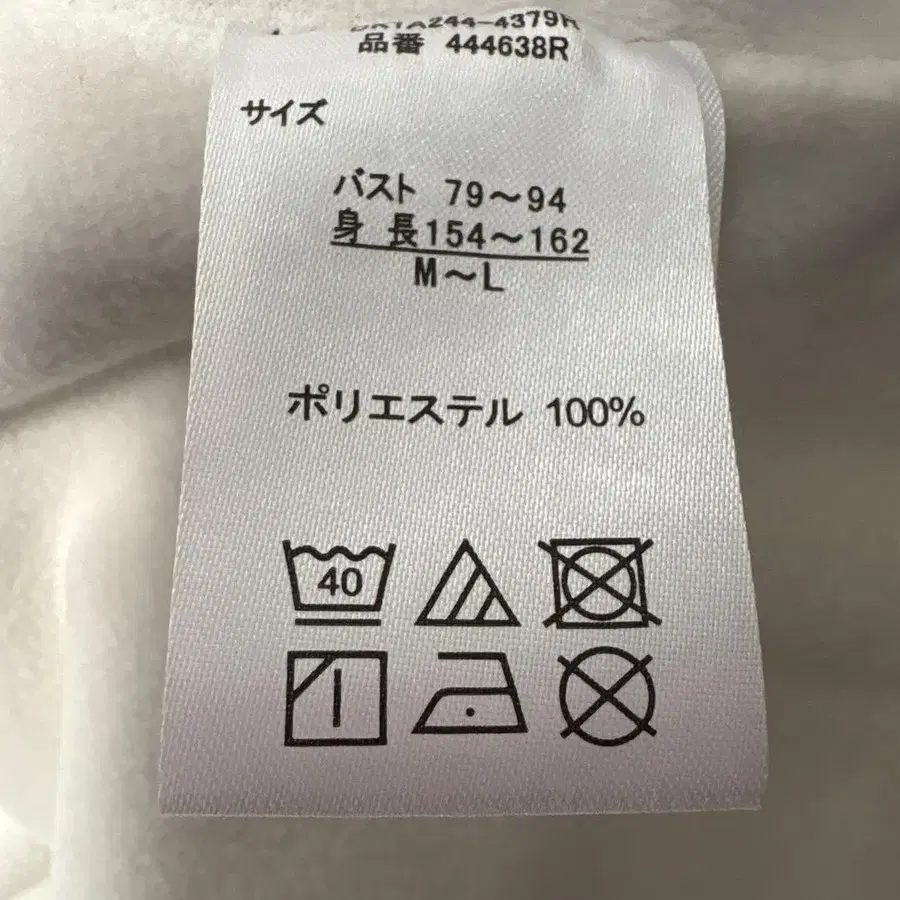 品番 444638R
サイズ
バスト 79～94
身 長154～162
M～L
ポリエステル 100%
40